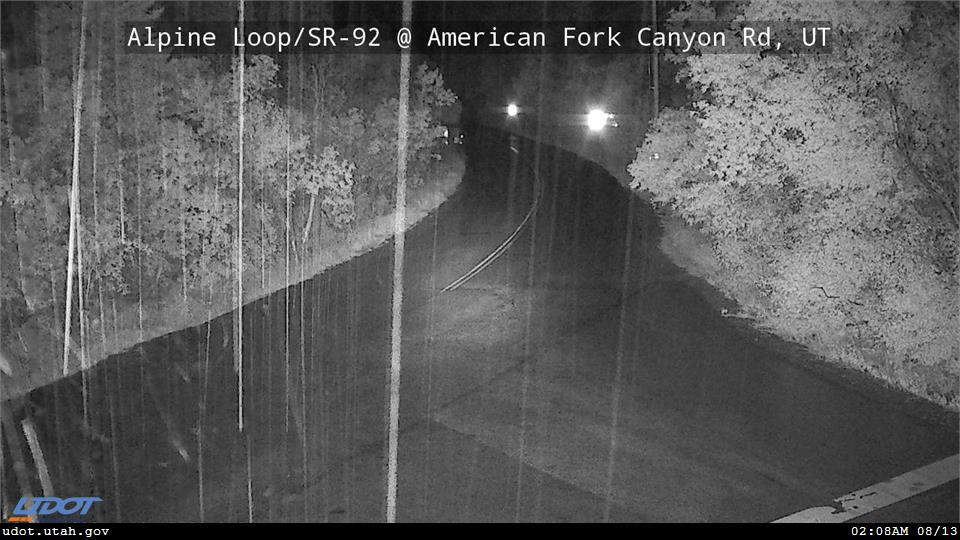 Alpine Loop/SR-92 @ American Fork Canyon Rd, UT
UDOT
udot.utah.gov 02:08AM 08/13